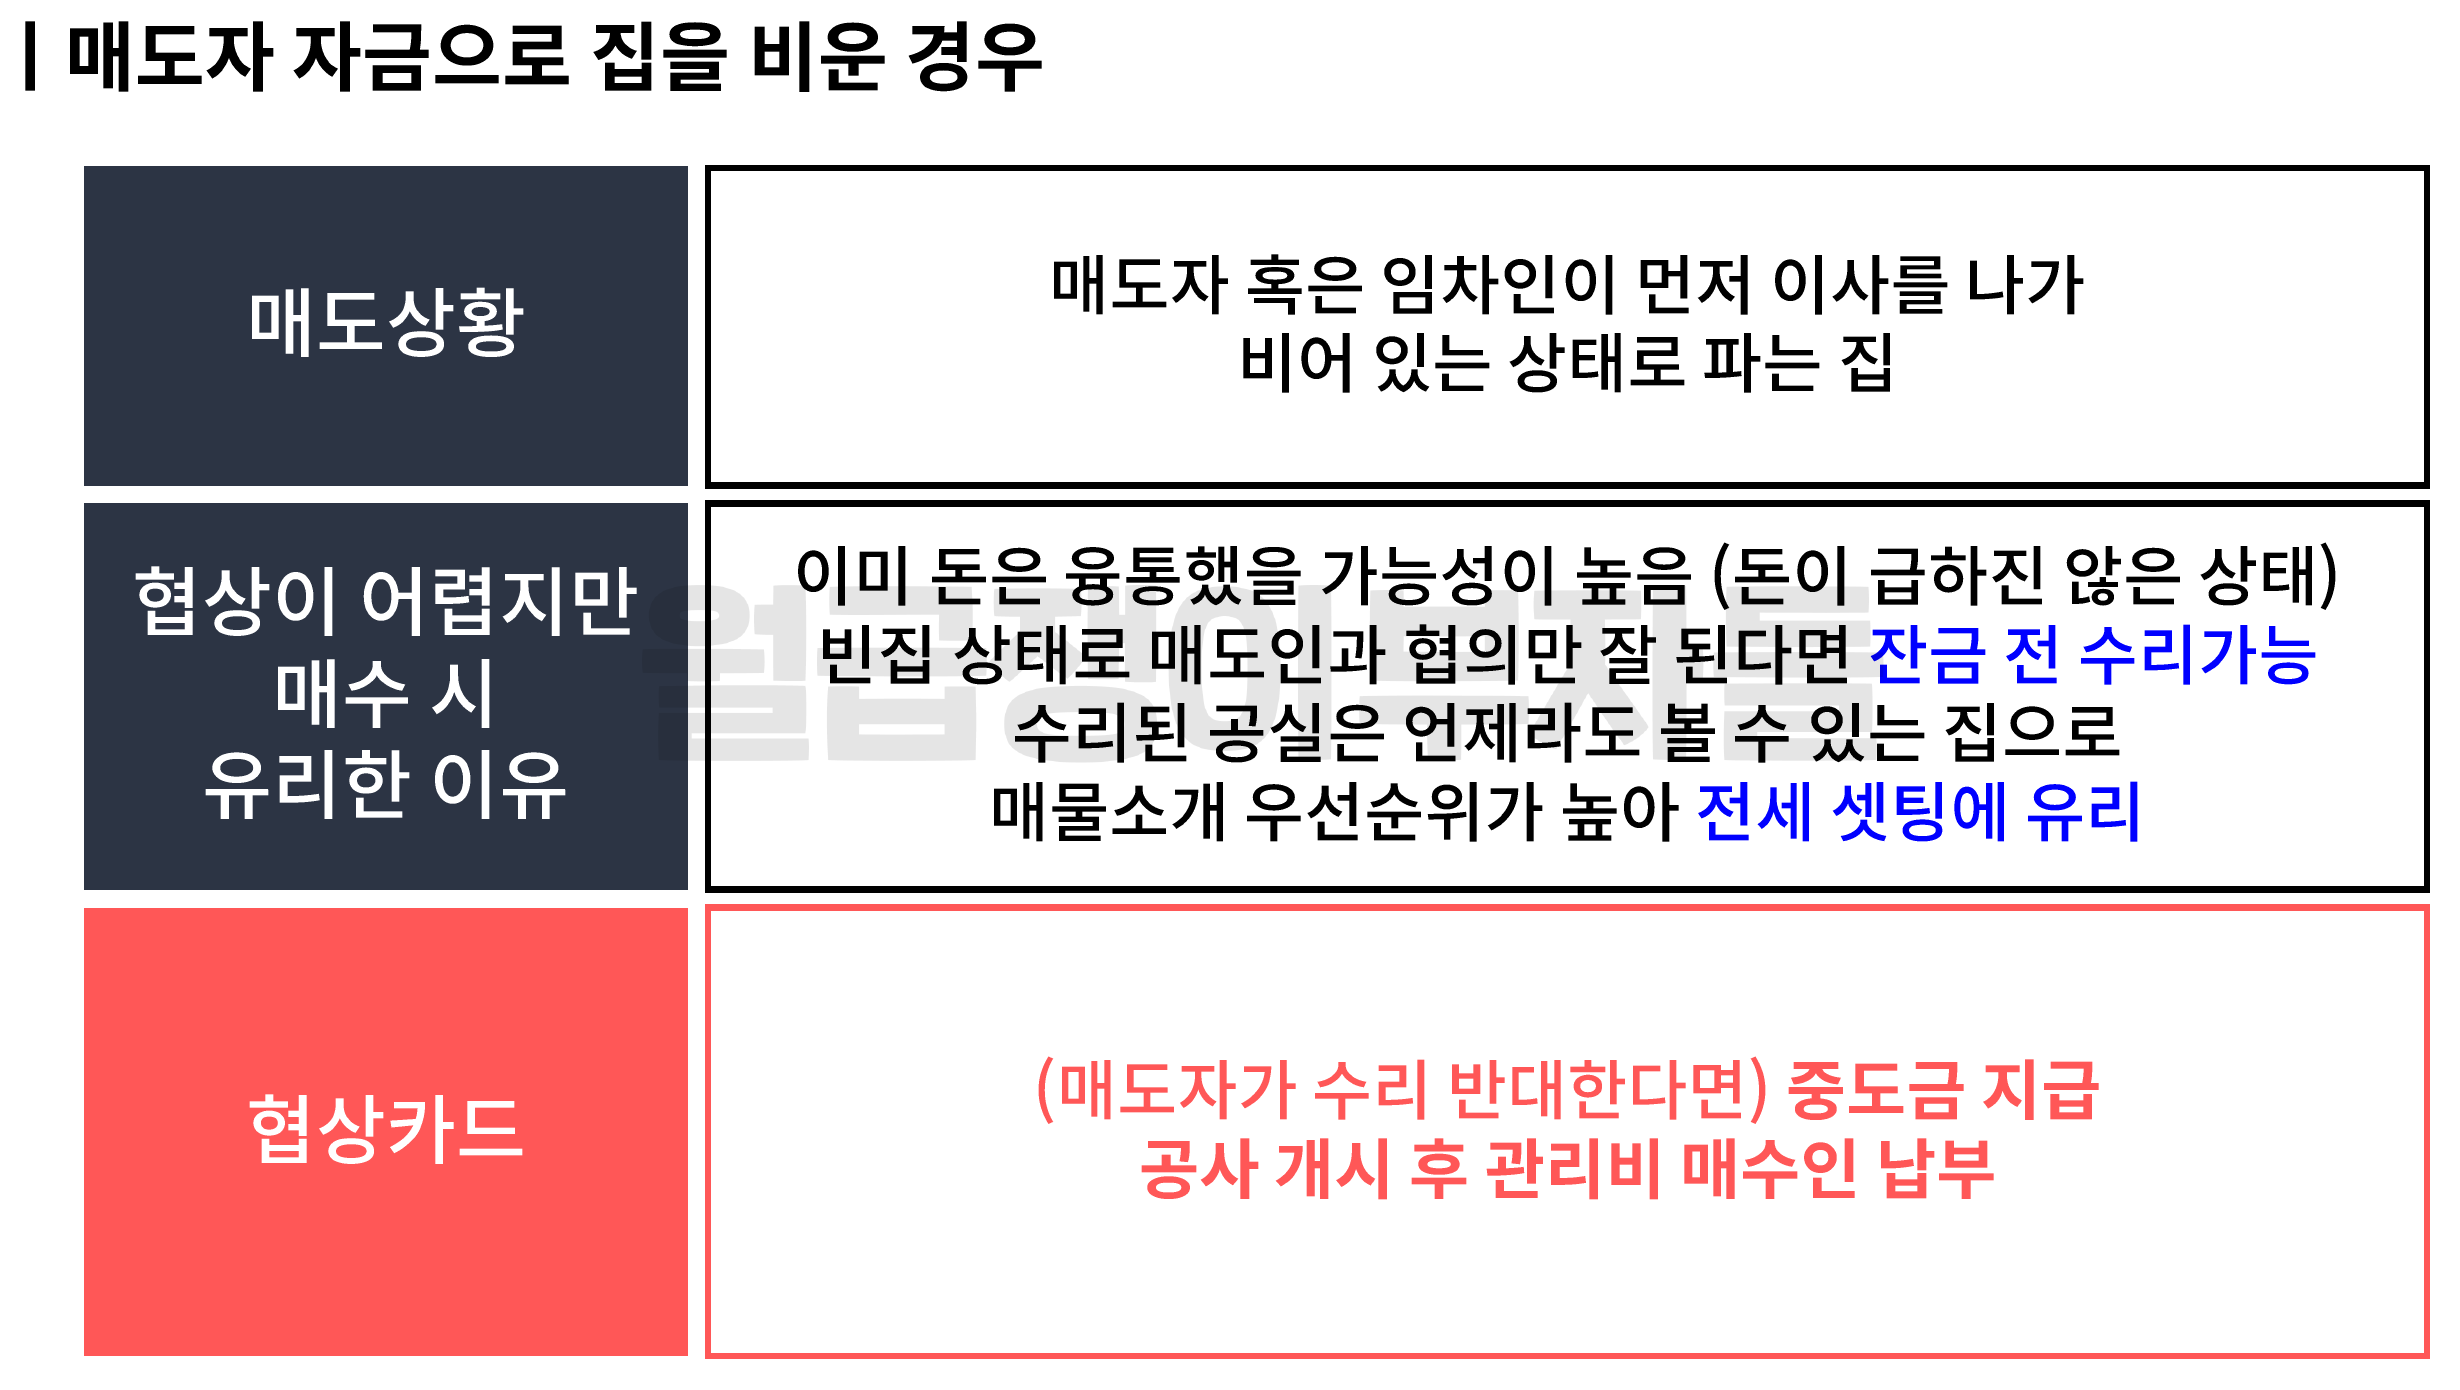 | 매도자 자금으로 집을 비운 경우
매도상황
매도자 혹은 임차인이 먼저 이사를 나가
비어 있는 상태로 파는 집
협상이 어렵지만
매수 시
유리한 이유
이미 돈은 융통했을 가능성이 높음 (돈이 급하진 않은 상태)
빈집 상태로 매도인과 협의만 잘 된다면 잔금 전 수리가능
수리된 공실은 언제라도 볼 수 있는 집으로
매물소개 우선순위가 높아 전세 셋팅에 유리
월급쟁이부자들
협상카드
(매도자가 수리 반대한다면) 중도금 지급
공사 개시 후 관리비 매수인 납부